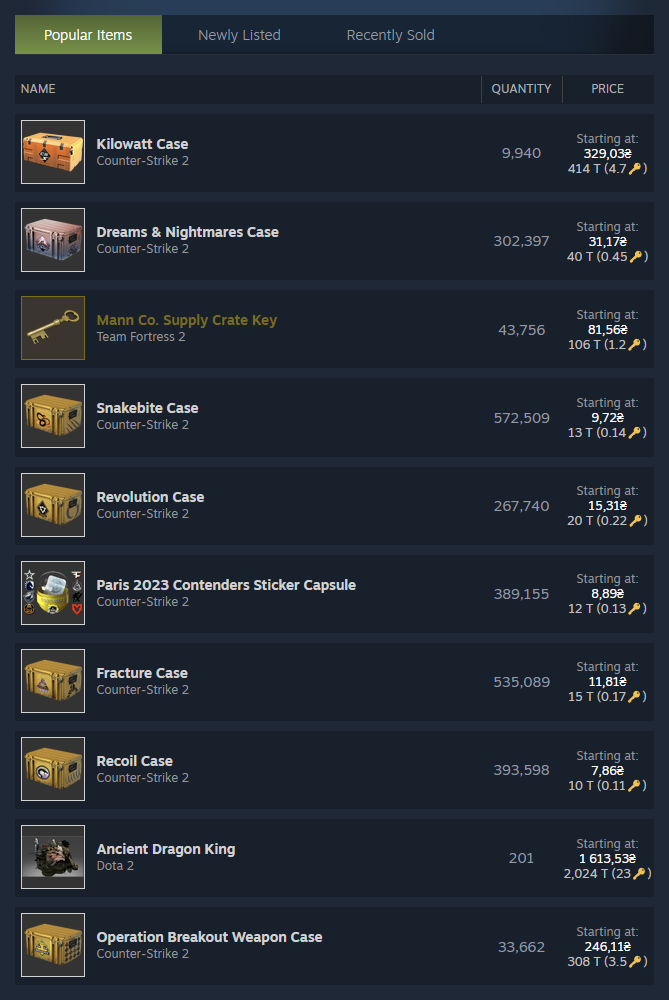 Popular Items Newly Listed Recently Sold
NAME QUANTITY PRICE
Kilowatt Case
Counter-Strike 2
9,940
Starting at:
329,03₴
414 T (4.7🔑)
Dreams & Nightmares Case
Counter-Strike 2
302,397
Starting at:
31,17₴
40 T (0.45🔑)
Mann Co. Supply Crate Key
Team Fortress 2
43,756
Starting at:
81,56₴
106 T (1.2🔑)
Snakebite Case
Counter-Strike 2
572,509
Starting at:
9,72₴
13 T (0.14🔑)
Revolution Case
Counter-Strike 2
267,740
Starting at:
15,31₴
20 T (0.22🔑)
Paris 2023 Contenders Sticker Capsule
Counter-Strike 2
389,155
Starting at:
8,89₴
12 T (0.13🔑)
Fracture Case
Counter-Strike 2
535,089
Starting at:
11,81₴
15 T (0.17🔑)
Recoil Case
Counter-Strike 2
393,598
Starting at:
7,86₴
10 T (0.11🔑)
Ancient Dragon King
Dota 2
201
Starting at:
1 613,53₴
2,024 T (23🔑)
Operation Breakout Weapon Case
Counter-Strike 2
33,662
Starting at:
246,11₴
308 T (3.5🔑)